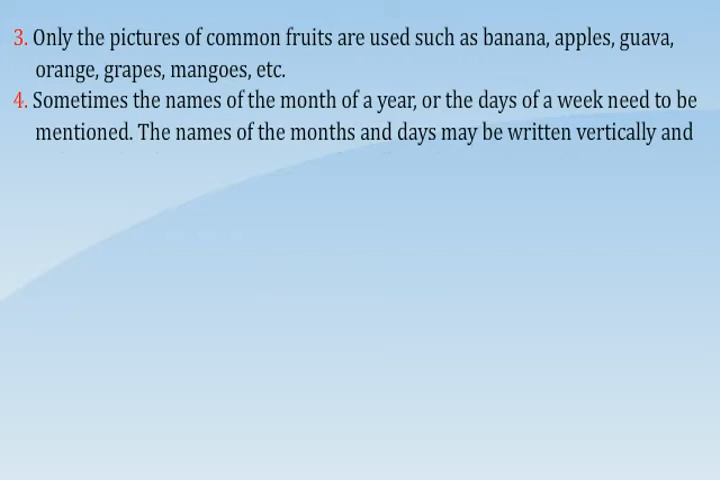 3. Only the pictures of common fruits are used such as banana, apples, guava,
orange, grapes, mangoes, etc.
4. Sometimes the names of the month of a year, or the days of a week need to be
mentioned. The names of the months and days may be written vertically and